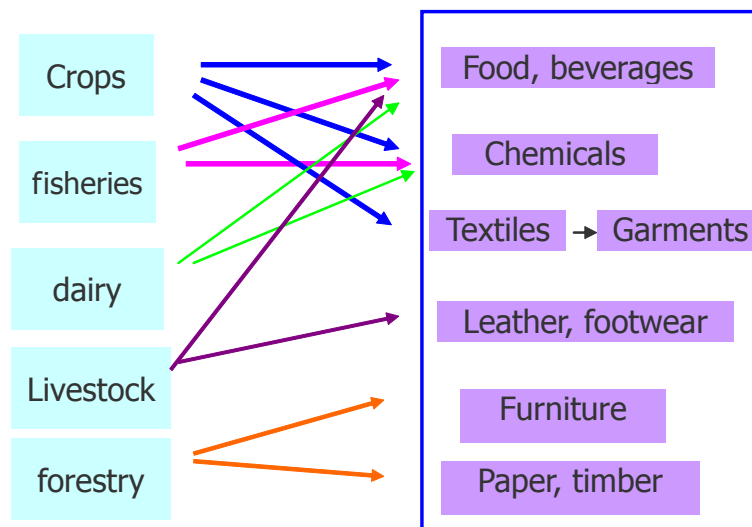 Crops
fisheries
dairy
Livestock
forestry
Food, beverages
Chemicals
Textiles
Garments
Leather, footwear
Furniture
Paper, timber